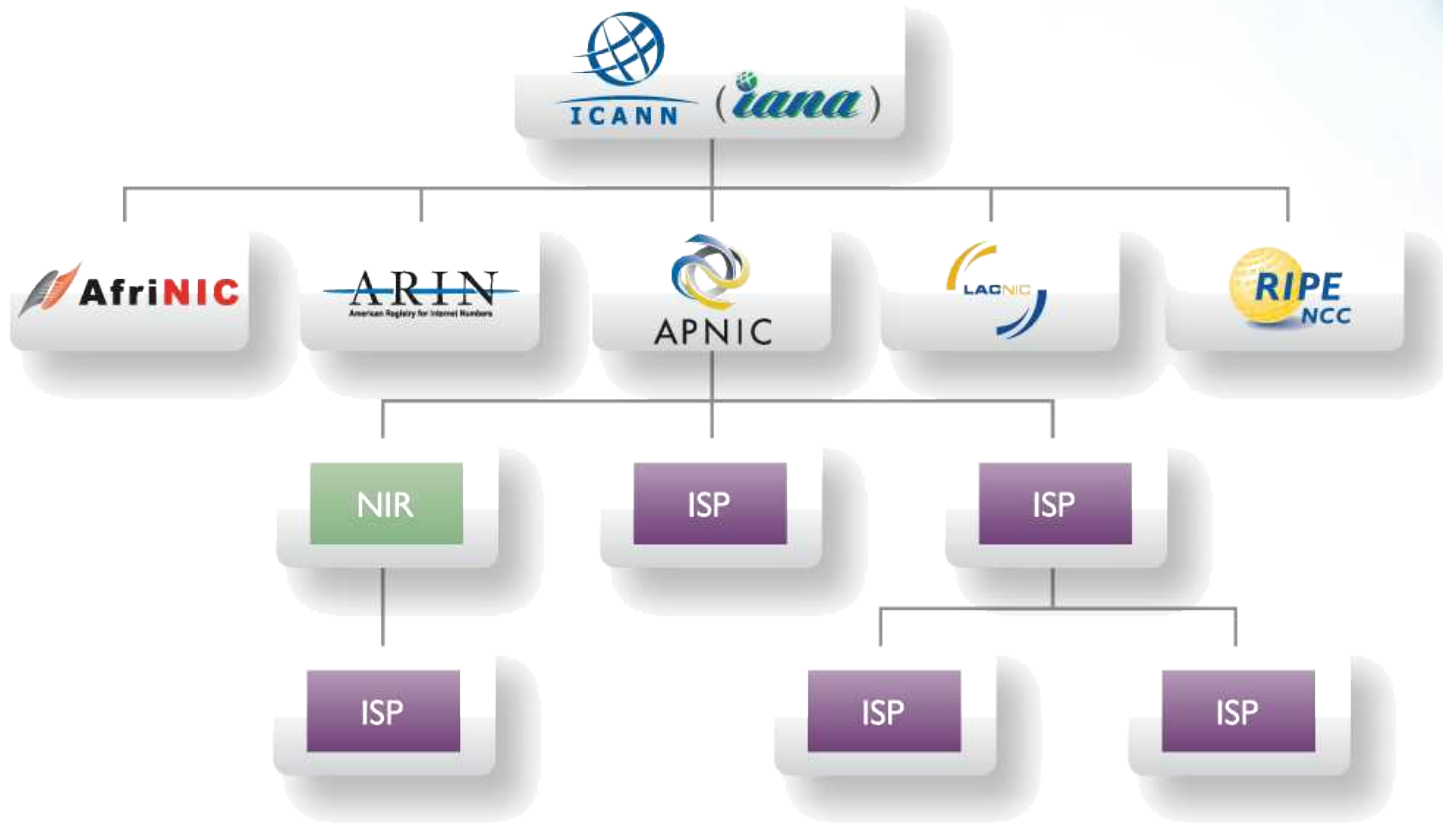 ICANN (iana)
AfriNIC
ARIN
American Registry for Internet Numbers
APNIC
LACNIC
RIPE
NCC
NIR
ISP
ISP
ISP
ISP
ISP